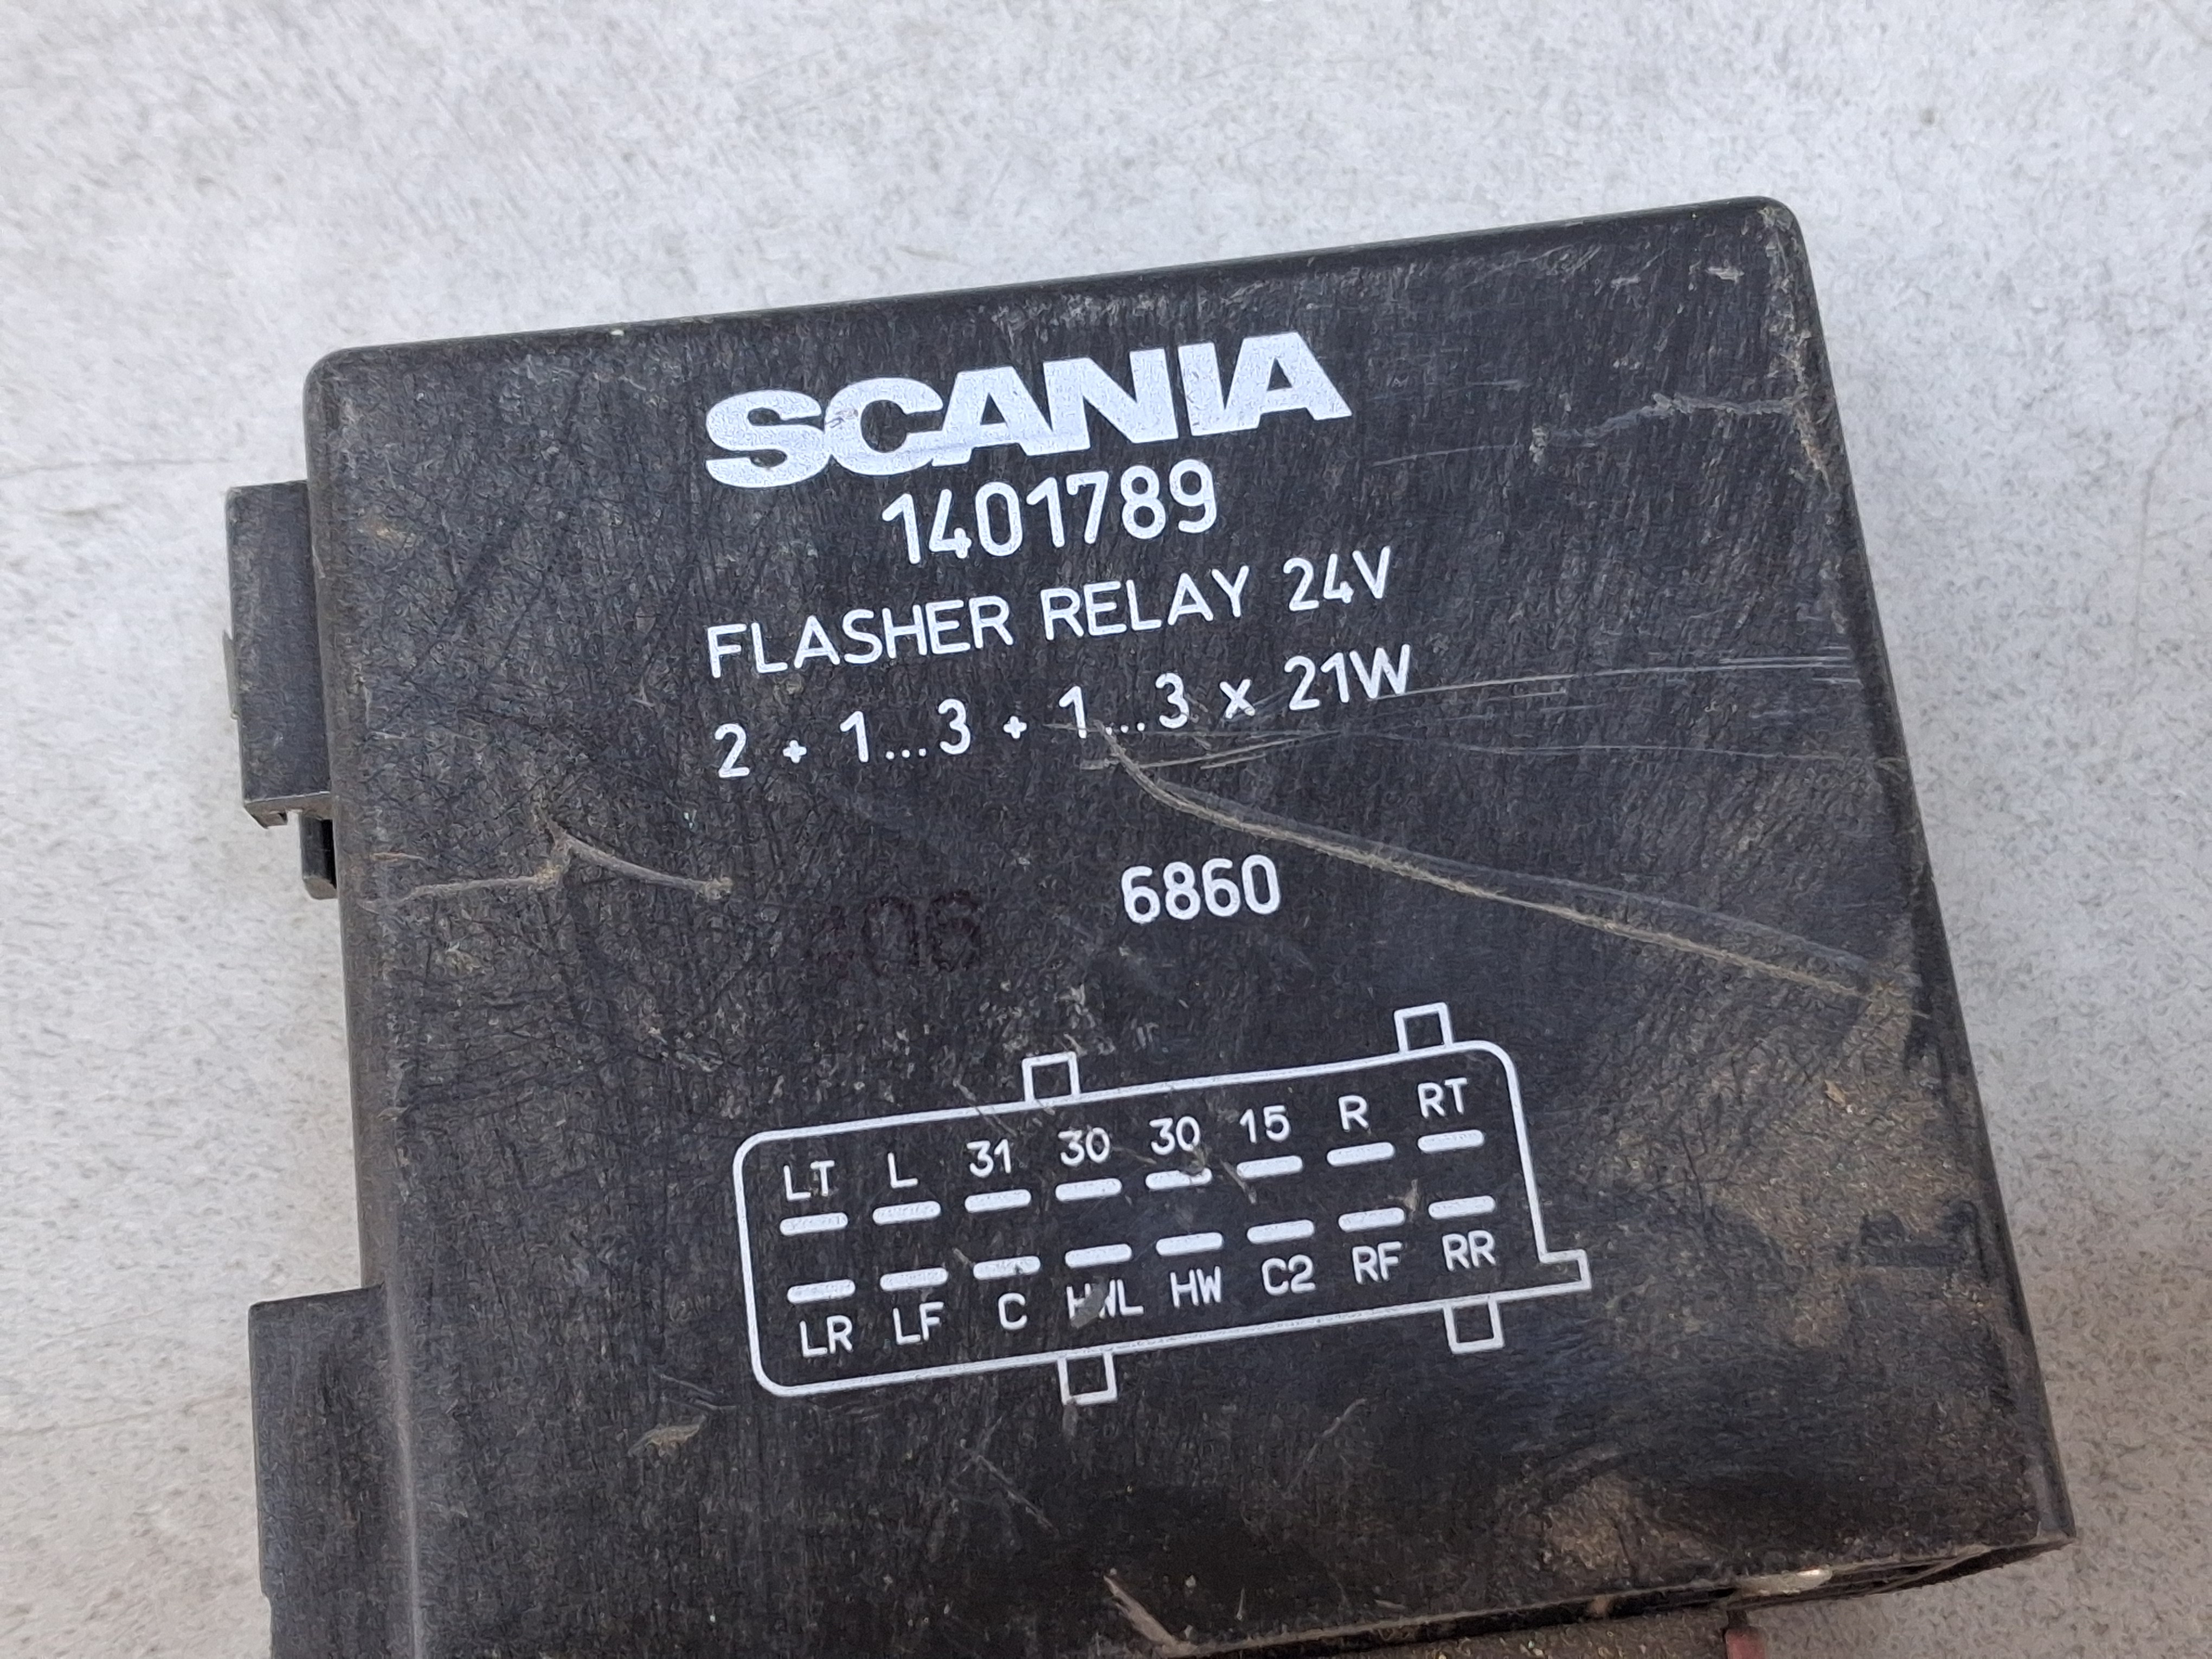 SCANIA
1401789
FLASHER RELAY 24V
2 + 1...3 + 1...3 x 21W
6860
LT L 31 30 30 15 R RT
LR LF C HWL HW C2 RF RR